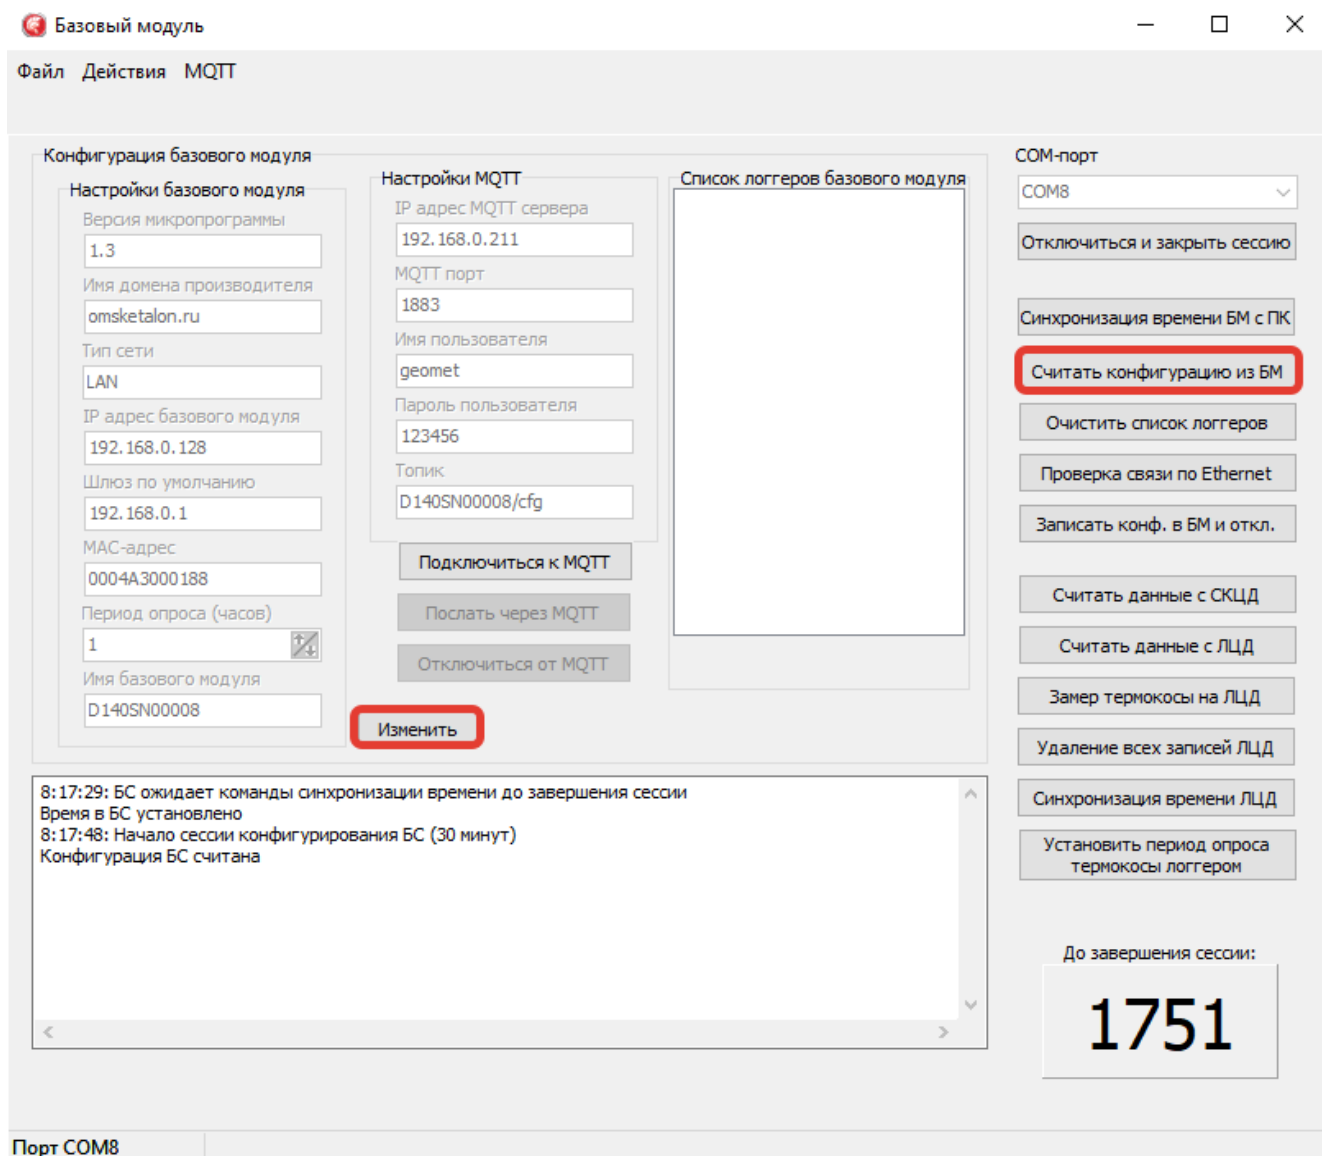 Базовый модуль
Файл Действия MQTT
Конфигурация базового модуля
Настройки базового модуля
Версия микропрограммы
1.3
Имя домена производителя
omsketalon.ru
Тип сети
LAN
IP адрес базового модуля
192.168.0.128
Шлюз по умолчанию
192.168.0.1
MAC-адрес
0004A3000188
Период опроса (часов)
1
Имя базового модуля
D140SN00008
Настройки MQTT
IP адрес MQTT сервера
192.168.0.211
MQTT порт
1883
Имя пользователя
geomet
Пароль пользователя
123456
Топик
D140SN00008/cfg
Подключиться к MQTT
Послать через MQTT
Отключиться от MQTT
Изменить
Список логгеров базового модуля
COM-порт
COM8
Отключиться и закрыть сессию
Синхронизация времени БМ с ПК
Считать конфигурацию из БМ
Очистить список логгеров
Проверка связи по Ethernet
Записать конф. в БМ и откл.
Считать данные с СКЦД
Считать данные с ЛЦД
Замер термокосы на ЛЦД
Удаление всех записей ЛЦД
Синхронизация времени ЛЦД
Установить период опроса
термокосы логгером
8:17:29: БС ожидает команды синхронизации времени до завершения сессии
Время в БС установлено
8:17:48: Начало сессии конфигурирования БС (30 минут)
Конфигурация БС считана
До завершения сессии:
1751
Порт COM8